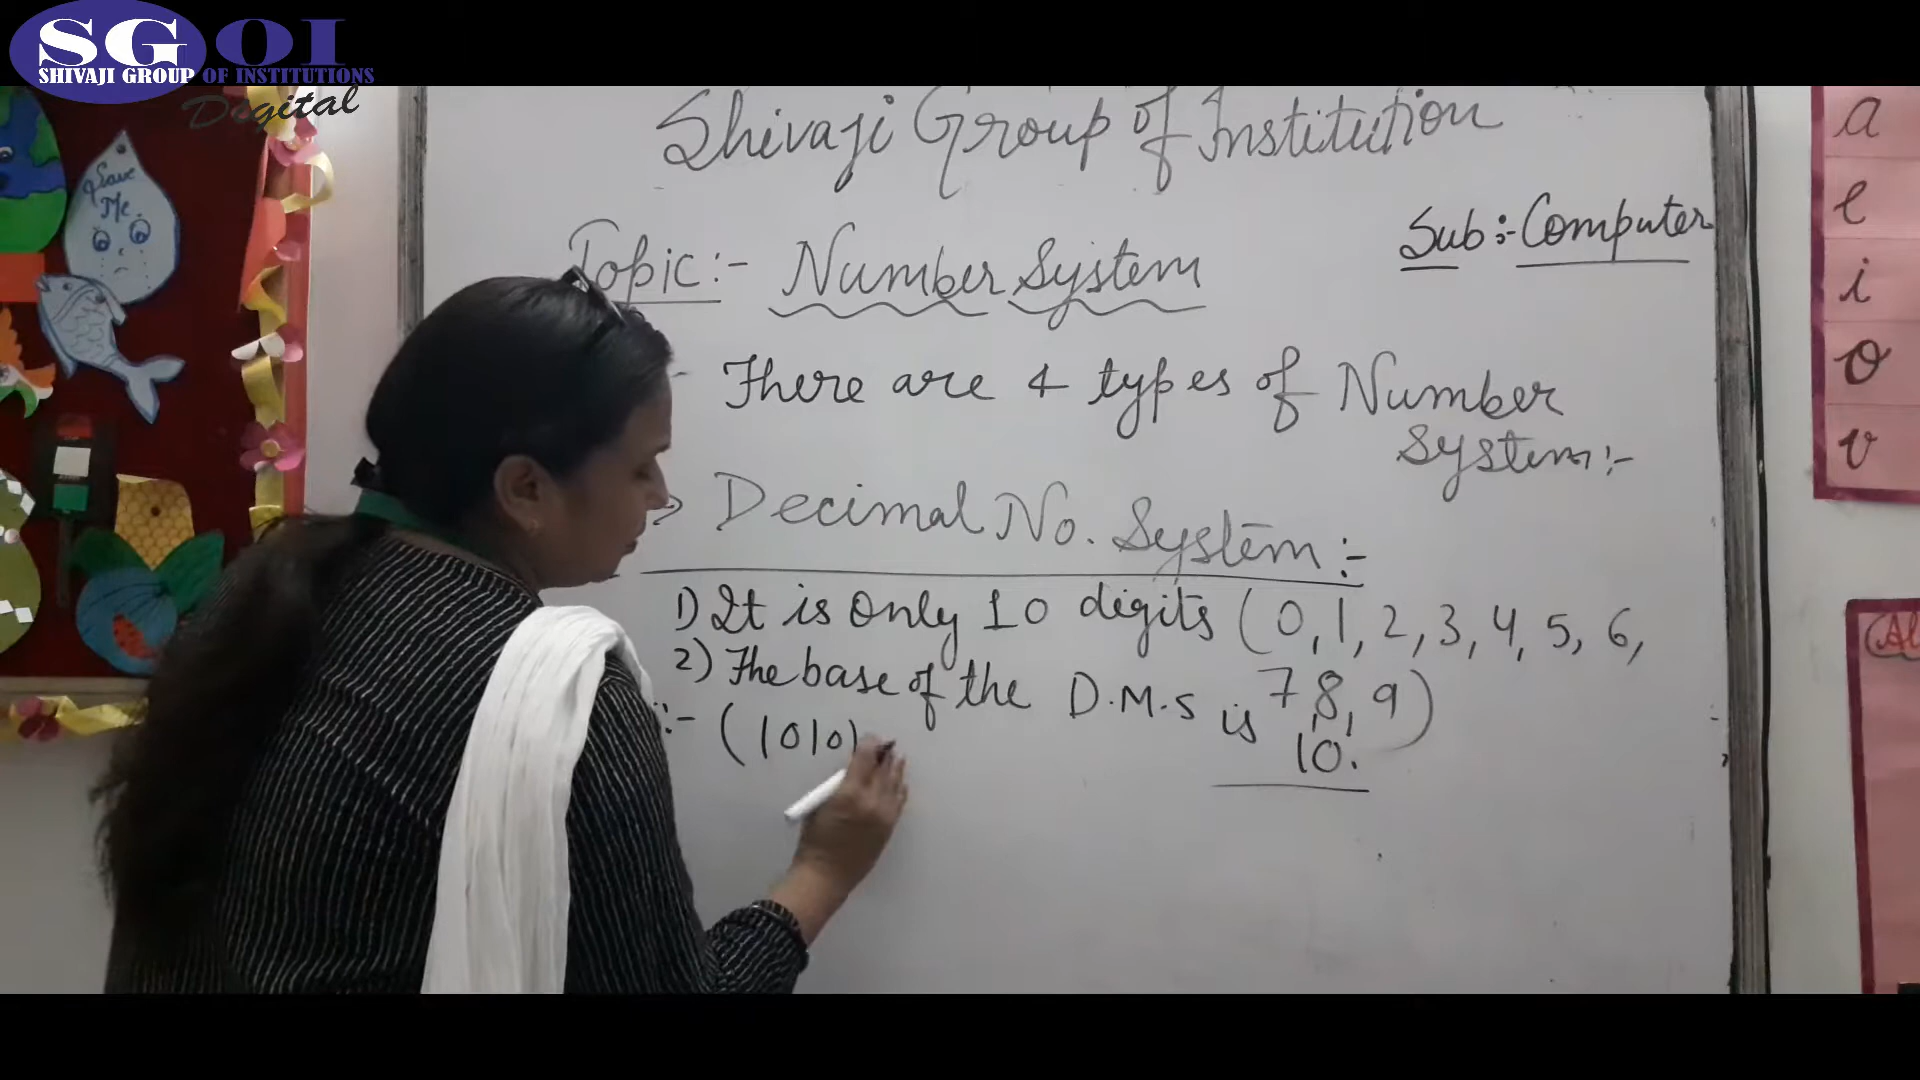 SGOI
SHIVAJI GROUP OF INSTITUTIONS
Digital
Save
Me
Shivaji Group of Institution
Sub:- Computer
Topic:- Number System
There are 4 types of Number
System:-
Decimal No. System:-
1) It is only 10 digits (0, 1, 2, 3, 4, 5, 6,
7, 8, 9)
2) The base of the D.M.S is
10.
:- (1010)
a
e
i
o